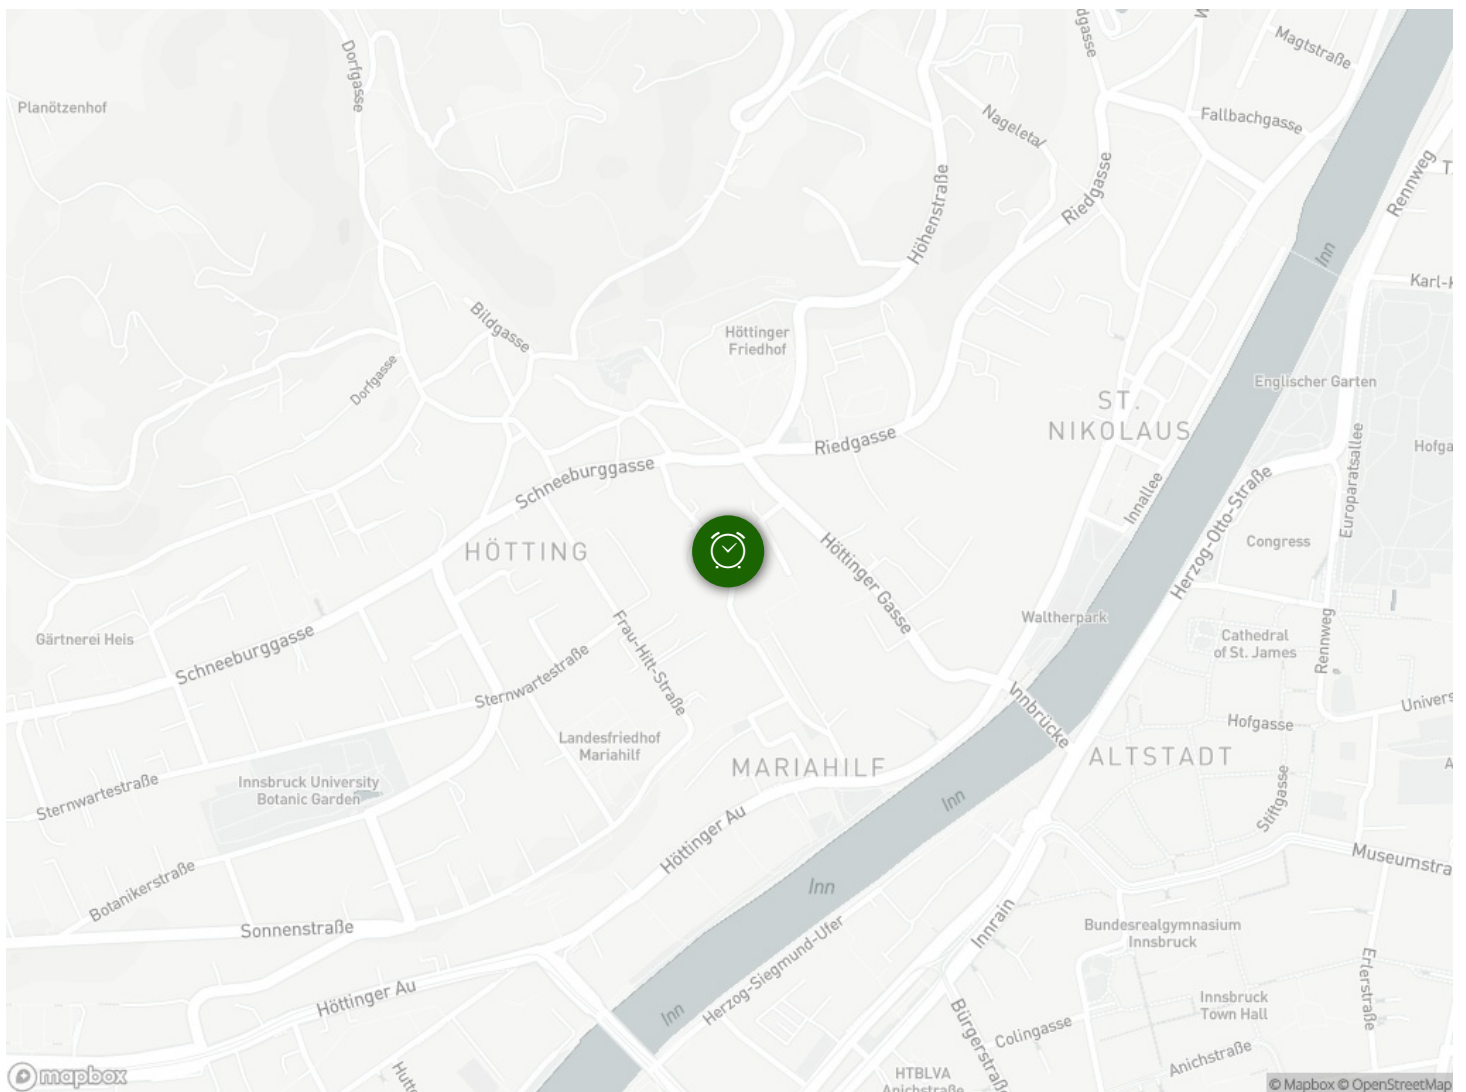 Dorfgasse
Planötzenhof
dgasse
Magtstraße
Fallbachgasse
Nageleta
Riedgasse
Rennweg
Höhenstraße
Inn
Karl-K
Bildgasse
Höttinger
Friedhof
Dorfgasse
Englischer Garten
ST.
NIKOLAUS
Riedgasse
Hofga
Europaratsallee
Schneeburggasse
Innallee
Herzog-Otto-Straße
HÖTTING
Congress
Höttinger Gasse
Waltherpark
Gärtnerei Heis
Schneeburggasse
Frau-Hitt-Straße
Cathedral
of St. James
Rennweg
Sternwartestraße
Innbrücke
Univers
Hofgasse
Landesfriedhof
Mariahilf
MARIAHILF
ALTSTADT
Innsbruck University
Botanic Garden
Sternwartestraße
Inn
Stiftgasse
Höttinger Au
Museumstra
Inn
Botanikerstraße
Sonnenstraße
Innrain
Bundesrealgymnasium
Innsbruck
Herzog-Siegmund-Ufer
Erlerstraße
Höttinger Au
Inn
Innsbruck
Town Hall
Bürgerstraß
Colingasse
Anichstraße
Hutte
HTBLVA
Anichstraße
mapbox
© Mapbox © OpenStreetMap